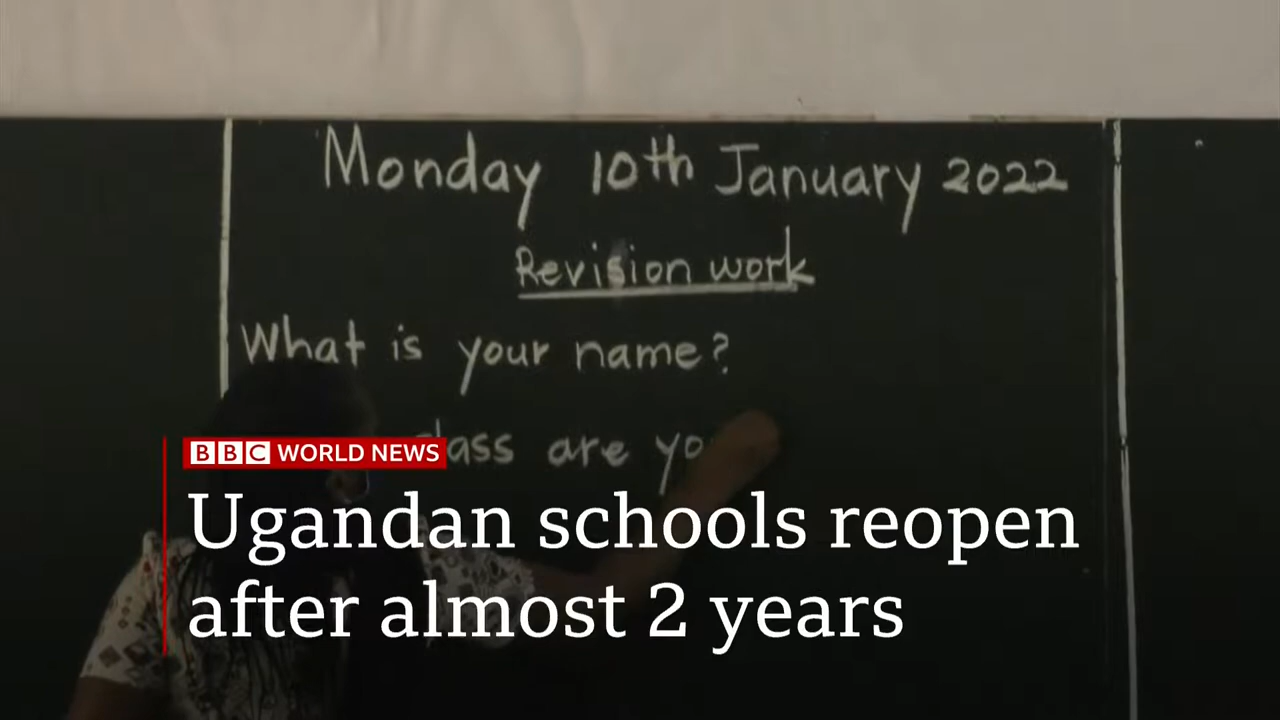 Monday 10th January 2022
Revision work
What is your name?
are
BBC WORLD NEWS
Ugandan schools reopen
after almost 2 years